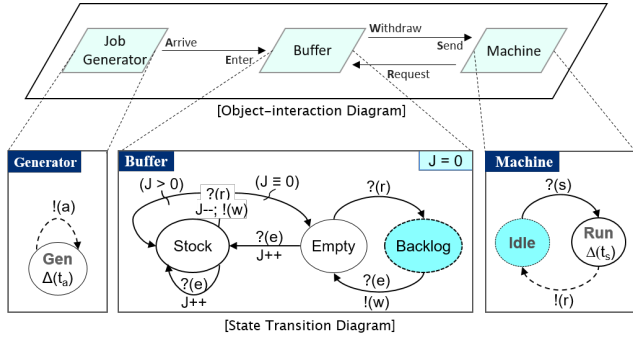 Job
Generator
Arrive
Enter
Buffer
Withdraw
Send
Request
Machine
[Object-interaction Diagram]
Generator
!(a)
Gen
Δ(tₐ)
Buffer
J = 0
(J > 0)
?(r)
(J ≡ 0)
J--; !(w)
?(r)
Stock
?(e)
J++
Empty
Backlog
?(e)
J++
?(e)
!(w)
Machine
?(s)
Idle
Run
Δ(tₛ)
!(r)
[State Transition Diagram]